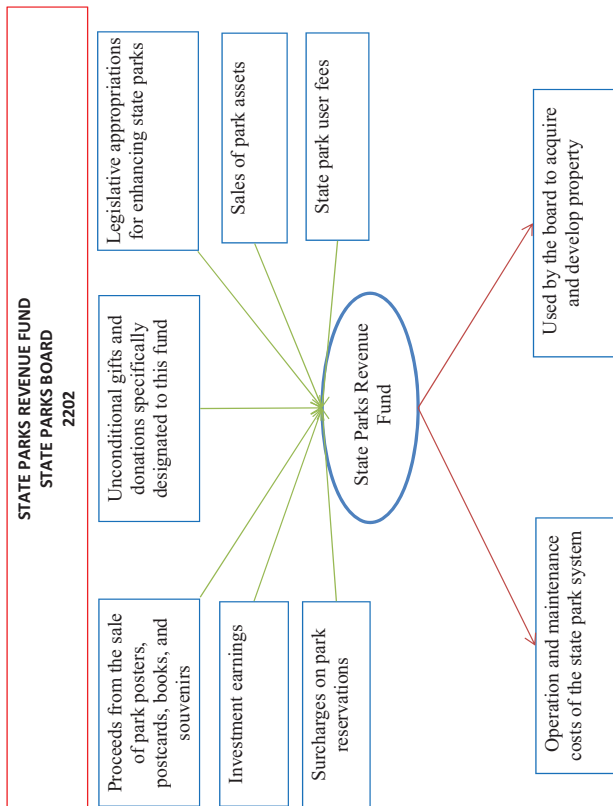 STATE PARKS REVENUE FUND
STATE PARKS BOARD
2202
Proceeds from the sale
of park posters,
postcards, books, and
souvenirs
Unconditional gifts and
donations specifically
designated to this fund
Legislative appropriations
for enhancing state parks
Investment earnings
Sales of park assets
Surcharges on park
reservations
State park user fees
State Parks Revenue
Fund
Operation and maintenance
costs of the state park system
Used by the board to acquire
and develop property